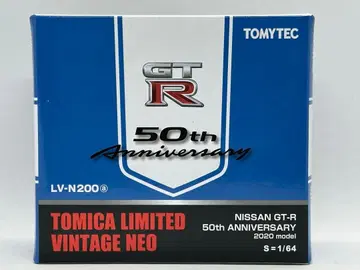 TOMYTEC
GT
R
50th
Anniversary
LV-N200ⓐ
TOMICA LIMITED
VINTAGE NEO
NISSAN GT-R
50th ANNIVERSARY
2020 model
S=1/64